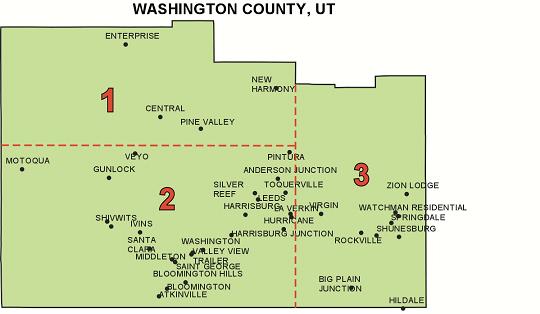 WASHINGTON COUNTY, UT
ENTERPRISE
NEW
HARMONY
1
CENTRAL
PINE VALLEY
MOTOQUA
VEYO
PINTURA
GUNLOCK
ANDERSON JUNCTION
3
2
SILVER
REEF
TOQUERVILLE
ZION LODGE
LEEDS
HARRISBURG
LA VERKIN
VIRGIN
WATCHMAN RESIDENTIAL
SPRINGDALE
SHIVWITS
IVINS
HURRICANE
SHUNESBURG
HARRISBURG JUNCTION
ROCKVILLE
SANTA
CLARA
WASHINGTON
MIDDLETON
VALLEY VIEW
TRAILER
SAINT GEORGE
BLOOMINGTON HILLS
BIG PLAIN
JUNCTION
BLOOMINGTON
ATKINVILLE
HILDALE